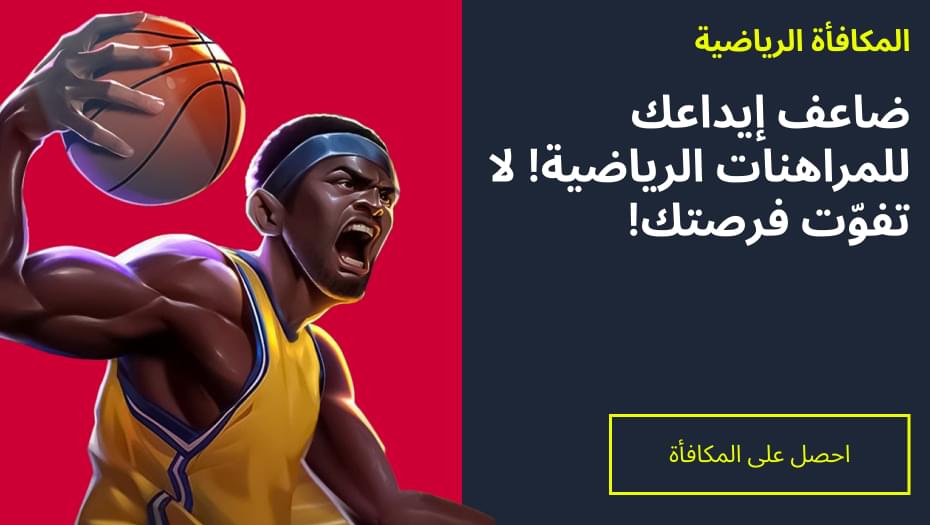 المكافأة الرياضية
ضاعف إيداعك
للمراهنات الرياضية! لا
تفوّت فرصتك!
احصل على المكافأة